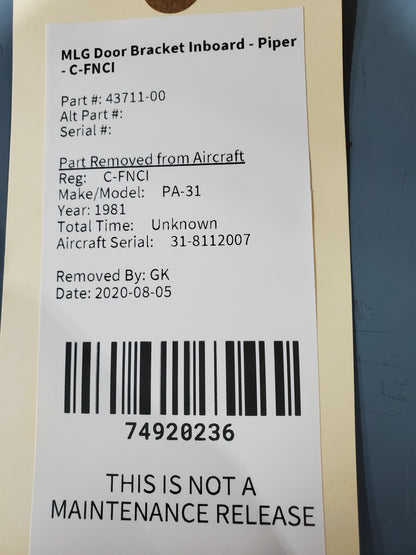 MLG Door Bracket Inboard - Piper
- C-FNCI
Part #: 43711-00
Alt Part #:
Serial #:
Part Removed from Aircraft
Reg: C-FNCI
Make/Model: PA-31
Year: 1981
Total Time: Unknown
Aircraft Serial: 31-8112007
Removed By: GK
Date: 2020-08-05
74920236
THIS IS NOT A
MAINTENANCE RELEASE